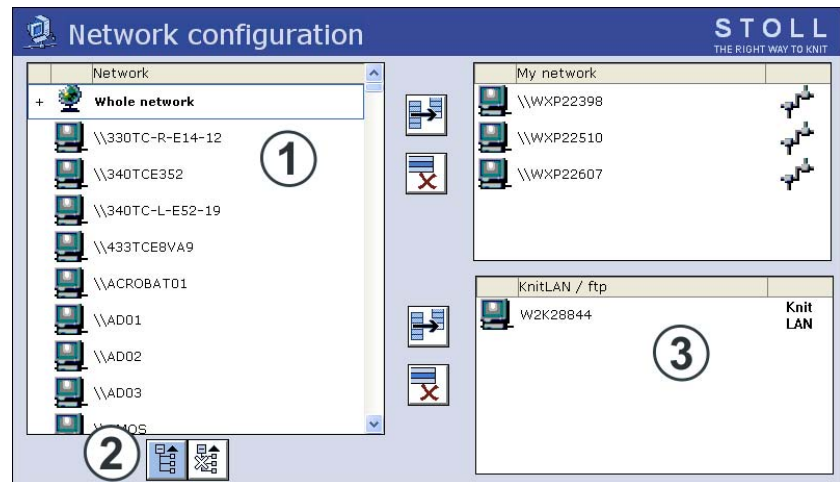 Network configuration
STOLL
THE RIGHT WAY TO KNIT
Network
+ Whole network
\\330TC-R-E14-12
\\340TCE352
\\340TC-L-E52-19
\\433TCE8VA9
\\ACROBAT01
\\AD01
\\AD02
\\AD03
1
2
My network
\\WXP22398
\\WXP22510
\\WXP22607
KnitLAN / ftp
W2K28844
Knit
LAN
3